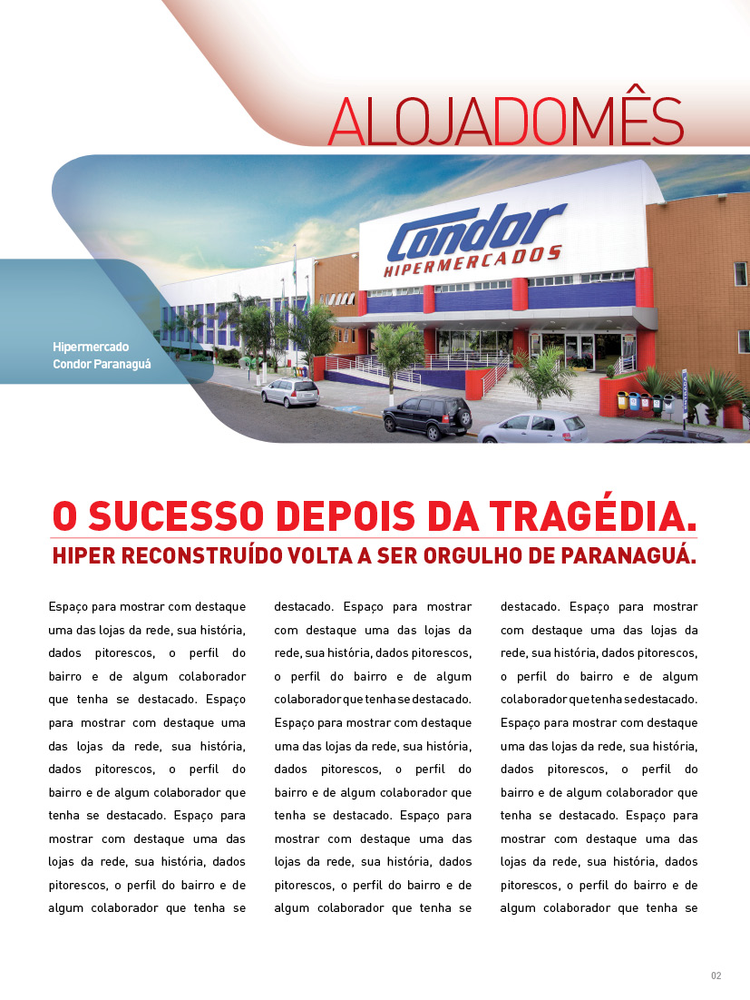 ALOJADOMÊS
Condor
HIPERMERCADOS
Hipermercado
Condor Paranaguá
O SUCESSO DEPOIS DA TRAGÉDIA.
HIPER RECONSTRUÍDO VOLTA A SER ORGULHO DE PARANAGUÁ.
Espaço para mostrar com destaque
uma das lojas da rede, sua história,
dados pitorescos, o perfil do
bairro e de algum colaborador
que tenha se destacado. Espaço
para mostrar com destaque uma
das lojas da rede, sua história,
dados pitorescos, o perfil do
bairro e de algum colaborador que
tenha se destacado. Espaço para
mostrar com destaque uma das
lojas da rede, sua história, dados
pitorescos, o perfil do bairro e de
algum colaborador que tenha se
destacado. Espaço para mostrar
com destaque uma das lojas da
rede, sua história, dados pitorescos,
o perfil do bairro e de algum
colaborador que tenha se destacado.
Espaço para mostrar com destaque
uma das lojas da rede, sua história,
dados pitorescos, o perfil do
bairro e de algum colaborador que
tenha se destacado. Espaço para
mostrar com destaque uma das
lojas da rede, sua história, dados
pitorescos, o perfil do bairro e de
algum colaborador que tenha se
destacado. Espaço para mostrar
com destaque uma das lojas da
rede, sua história, dados pitorescos,
o perfil do bairro e de algum
colaborador que tenha se destacado.
Espaço para mostrar com destaque
uma das lojas da rede, sua história,
dados pitorescos, o perfil do
bairro e de algum colaborador que
tenha se destacado. Espaço para
mostrar com destaque uma das
lojas da rede, sua história, dados
pitorescos, o perfil do bairro e de
algum colaborador que tenha se
02